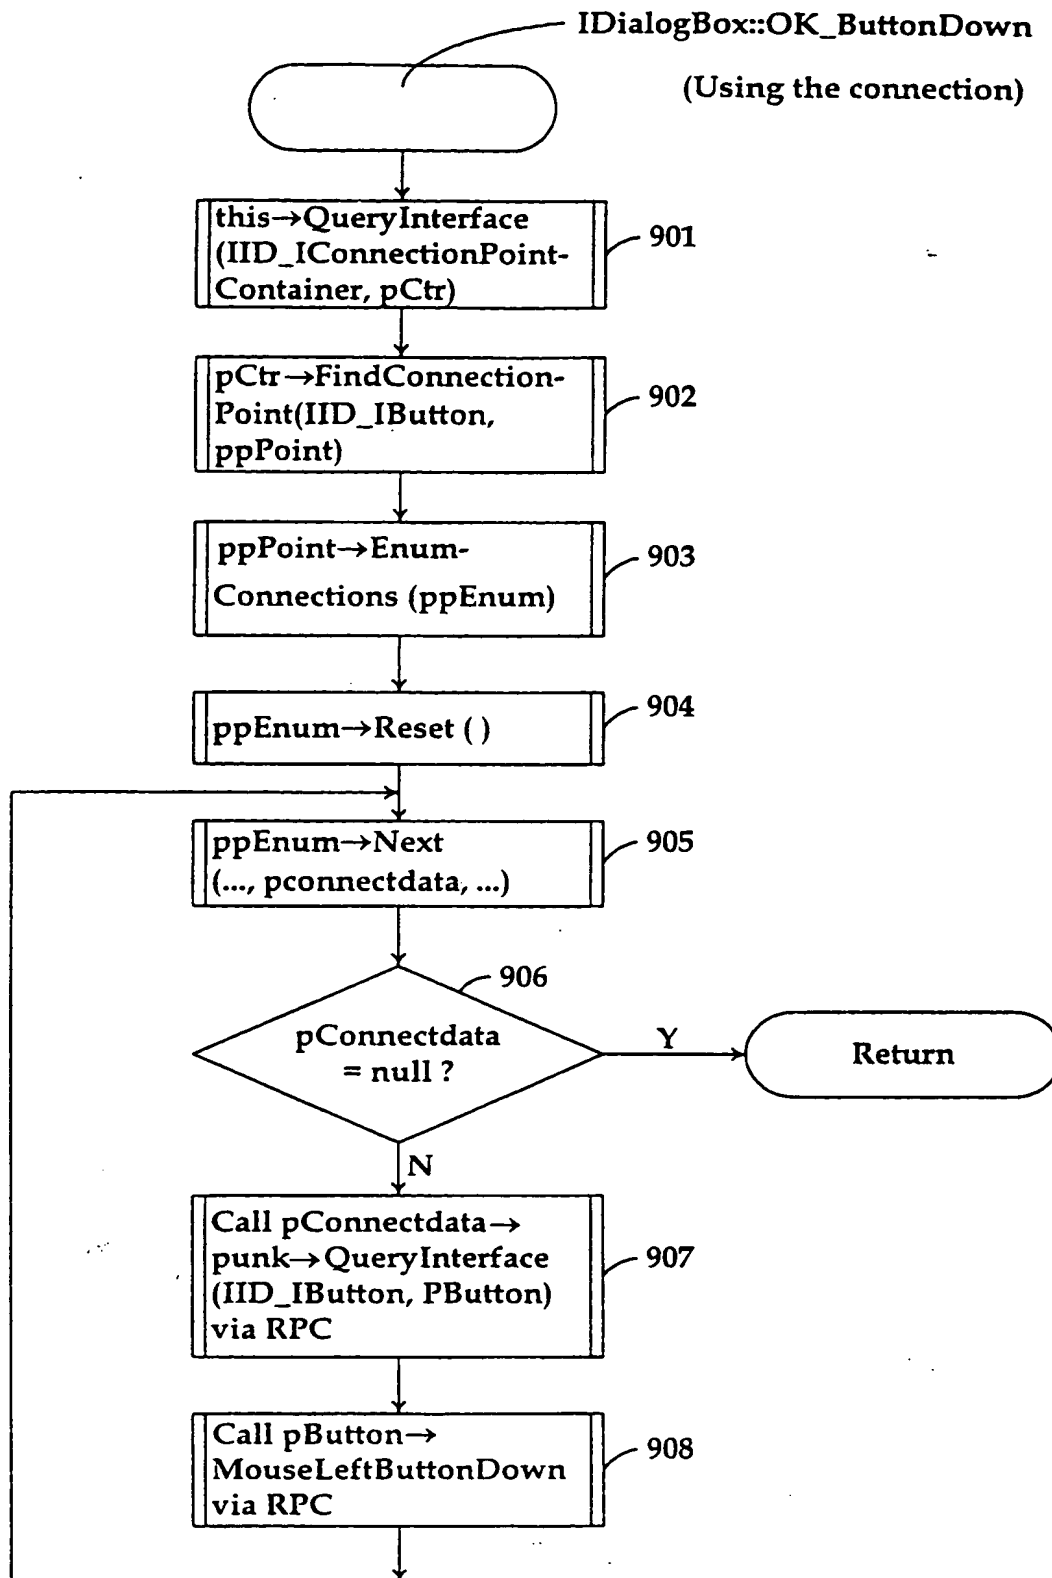 IDialogBox::OK_ButtonDown
(Using the connection)
this→QueryInterface
(IID_IConnectionPoint-
Container, pCtr)
901
pCtr→FindConnection-
Point(IID_IButton,
ppPoint)
902
ppPoint→Enum-
Connections (ppEnum)
903
ppEnum→Reset ( )
904
ppEnum→Next
(..., pconnectdata, ...)
905
906
pConnectdata
= null ?
Y
Return
N
Call pConnectdata→
punk→QueryInterface
(IID_IButton, PButton)
via RPC
907
Call pButton→
MouseLeftButtonDown
via RPC
908